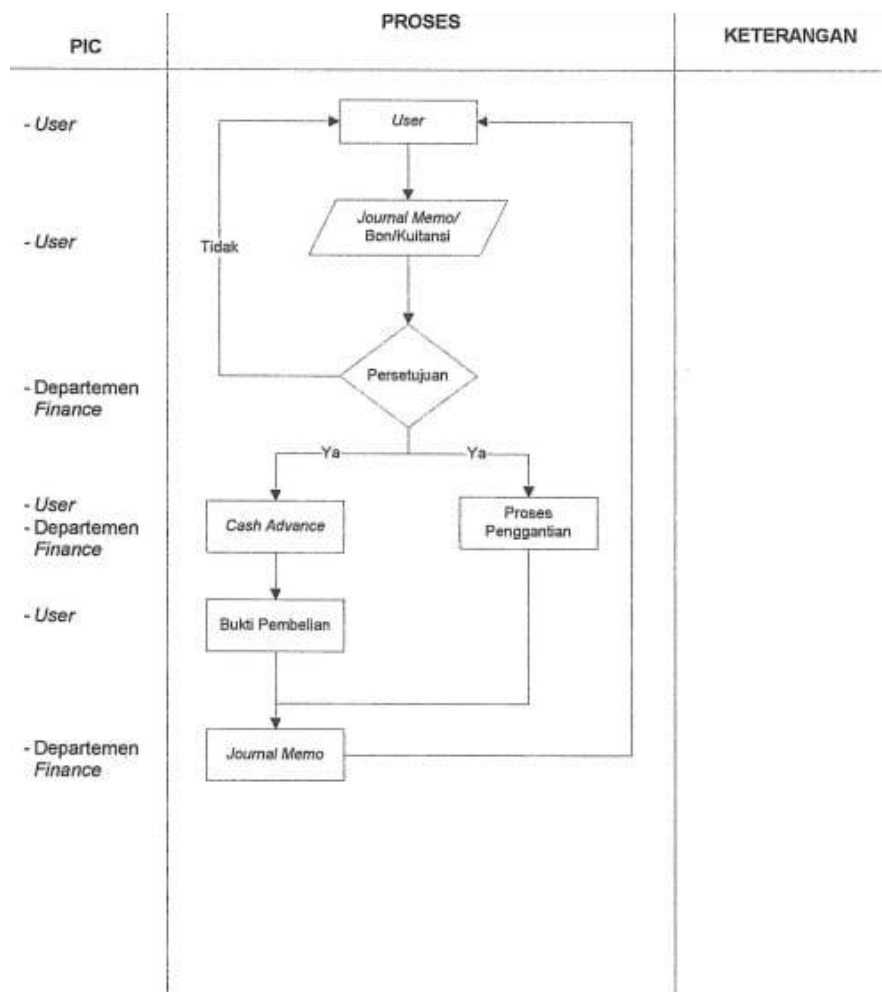 PIC
PROSES
KETERANGAN
- User
User
- User
Journal Memo/
Bon/Kuitansi
Tidak
- Departemen
Finance
Persetujuan
Ya
Ya
- User
- Departemen
Finance
Cash Advance
Proses
Penggantian
- User
Bukti Pembelian
- Departemen
Finance
Journal Memo